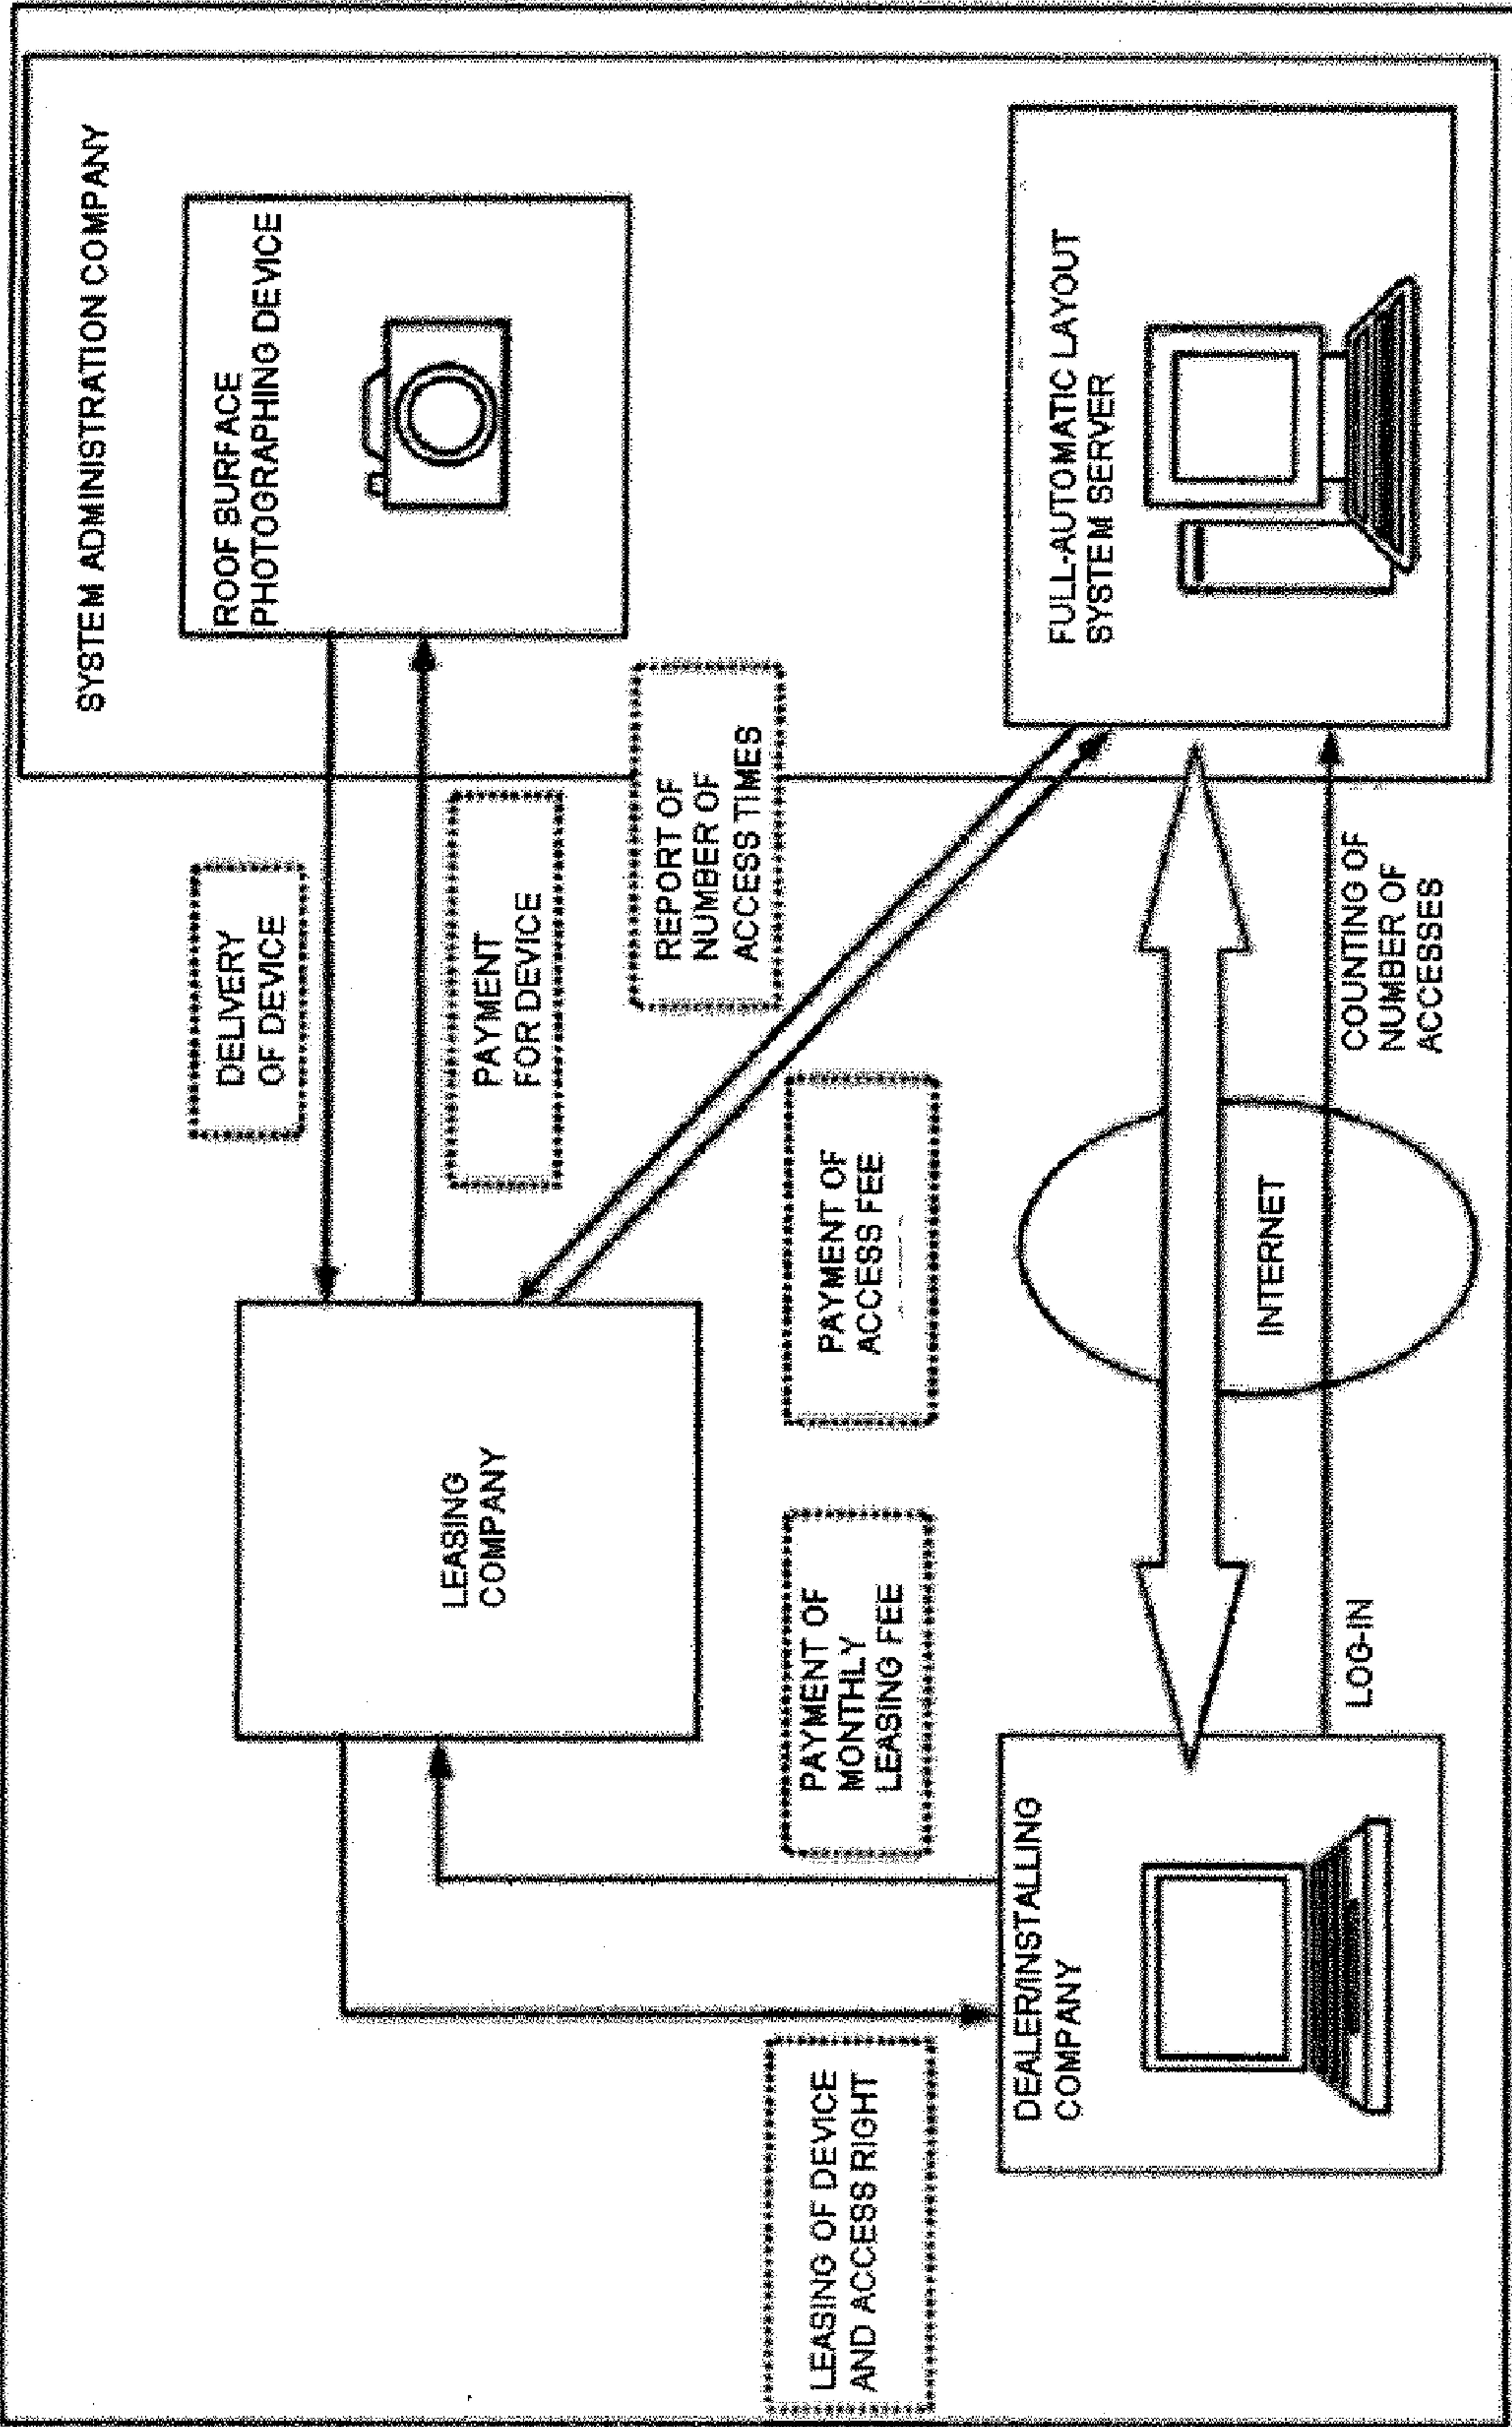 SYSTEM ADMINISTRATION COMPANY
ROOF SURFACE
PHOTOGRAPHING DEVICE
DELIVERY
OF DEVICE
PAYMENT
FOR DEVICE
LEASING
COMPANY
REPORT OF
NUMBER OF
ACCESS TIMES
PAYMENT OF
ACCESS FEE
PAYMENT OF
MONTHLY
LEASING FEE
LEASING OF DEVICE
AND ACCESS RIGHT
DEALER/INSTALLING
COMPANY
FULL-AUTOMATIC LAYOUT
SYSTEM SERVER
INTERNET
LOG-IN
COUNTING OF
NUMBER OF
ACCESSES